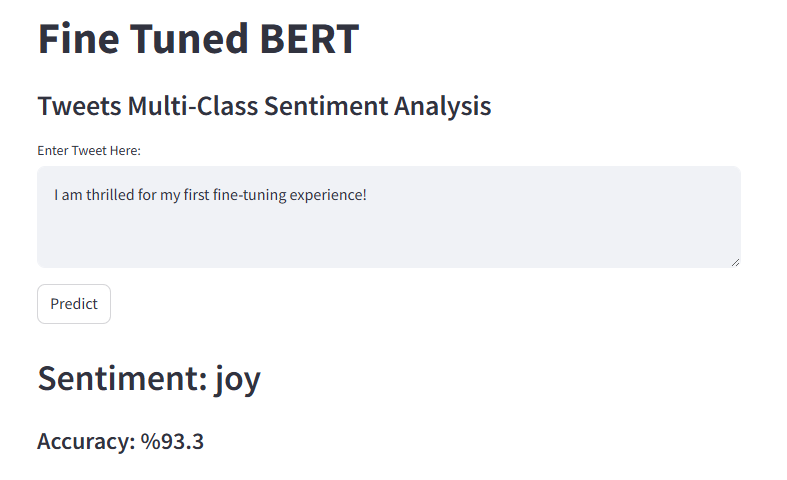 Fine Tuned BERT
Tweets Multi-Class Sentiment Analysis
Enter Tweet Here:
I am thrilled for my first fine-tuning experience!
Predict
Sentiment: joy
Accuracy: %93.3